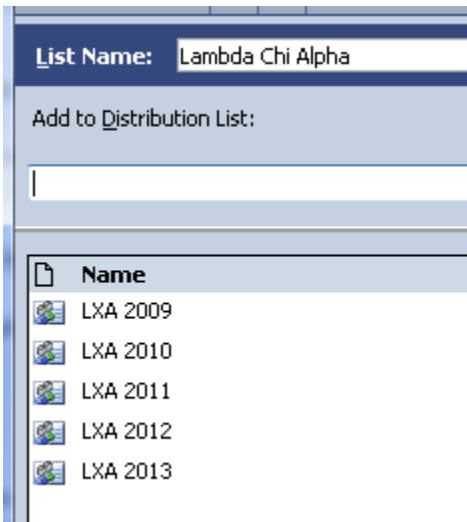 List Name: Lambda Chi Alpha
Add to Distribution List:
Name
LXA 2009
LXA 2010
LXA 2011
LXA 2012
LXA 2013